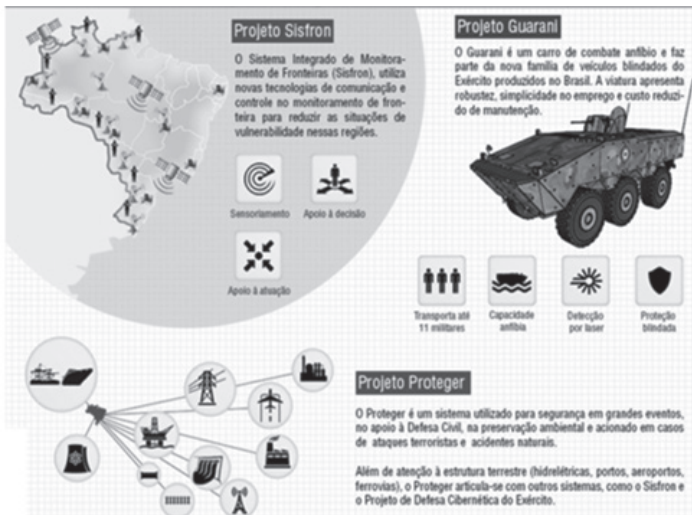 Projeto Sisfron
O Sistema Integrado de Monitora-
mento de Fronteiras (Sisfron), utiliza
novas tecnologias de comunicação e
controle no monitoramento de fron-
teira para reduzir as situações de
vulnerabilidade nessas regiões.
Sensoriamento
Apoio à decisão
Apoio à atuação
Projeto Guarani
O Guarani é um carro de combate anfíbio e faz
parte da nova família de veículos blindados do
Exército produzidos no Brasil. A viatura apresenta
robustez, simplicidade no emprego e custo reduzi-
do de manutenção.
Transporta até
11 militares
Capacidade
anfíbia
Detecção
por laser
Proteção
blindada
Projeto Proteger
O Proteger é um sistema utilizado para segurança em grandes eventos,
no apoio à Defesa Civil, na preservação ambiental e acionado em casos
de ataques terroristas e acidentes naturais.
Além de atenção à estrutura terrestre (hidrelétricas, portos, aeroportos,
ferrovias), o Proteger articula-se com outros sistemas, como o Sisfron e
o Projeto de Defesa Cibernética do Exército.